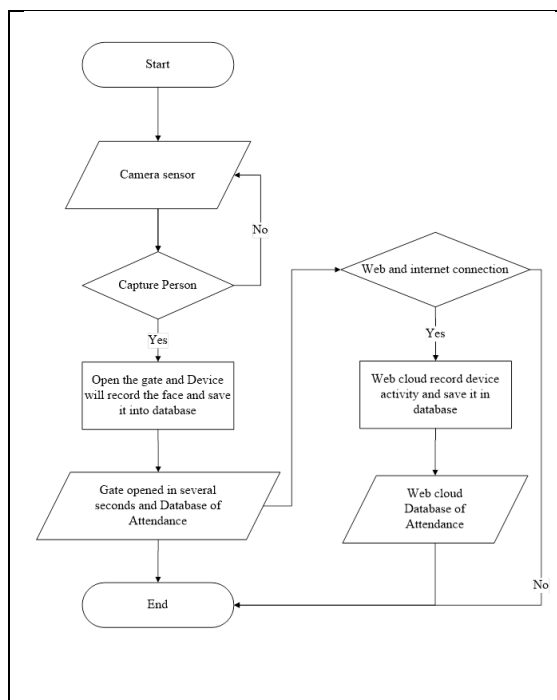 Start
Camera sensor
No
Capture Person
Yes
Open the gate and Device
will record the face and save
it into database
Gate opened in several
seconds and Database of
Attendance
End
Web and internet connection
Yes
Web cloud record device
activity and save it in
database
Web cloud
Database of
Attendance
No